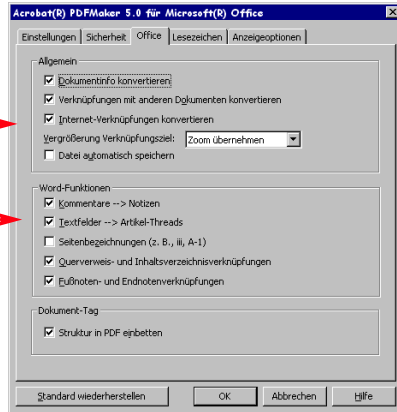 Acrobat(R) PDFMaker 5.0 für Microsoft(R) Office
Einstellungen Sicherheit Office Lesezeichen Anzeigeoptionen
Allgemein
Dokumentinfo konvertieren
Verknüpfungen mit anderen Dokumenten konvertieren
Internet-Verknüpfungen konvertieren
Vergrößerung Verknüpfungsziel: Zoom übernehmen
Datei automatisch speichern
Word-Funktionen
Kommentare --> Notizen
Textfelder --> Artikel-Threads
Seitenbezeichnungen (z. B., iii, A-1)
Querverweis- und Inhaltsverzeichnisverknüpfungen
Fußnoten- und Endnotenverknüpfungen
Dokument-Tag
Struktur in PDF einbetten
Standard wiederherstellen OK Abbrechen Hilfe